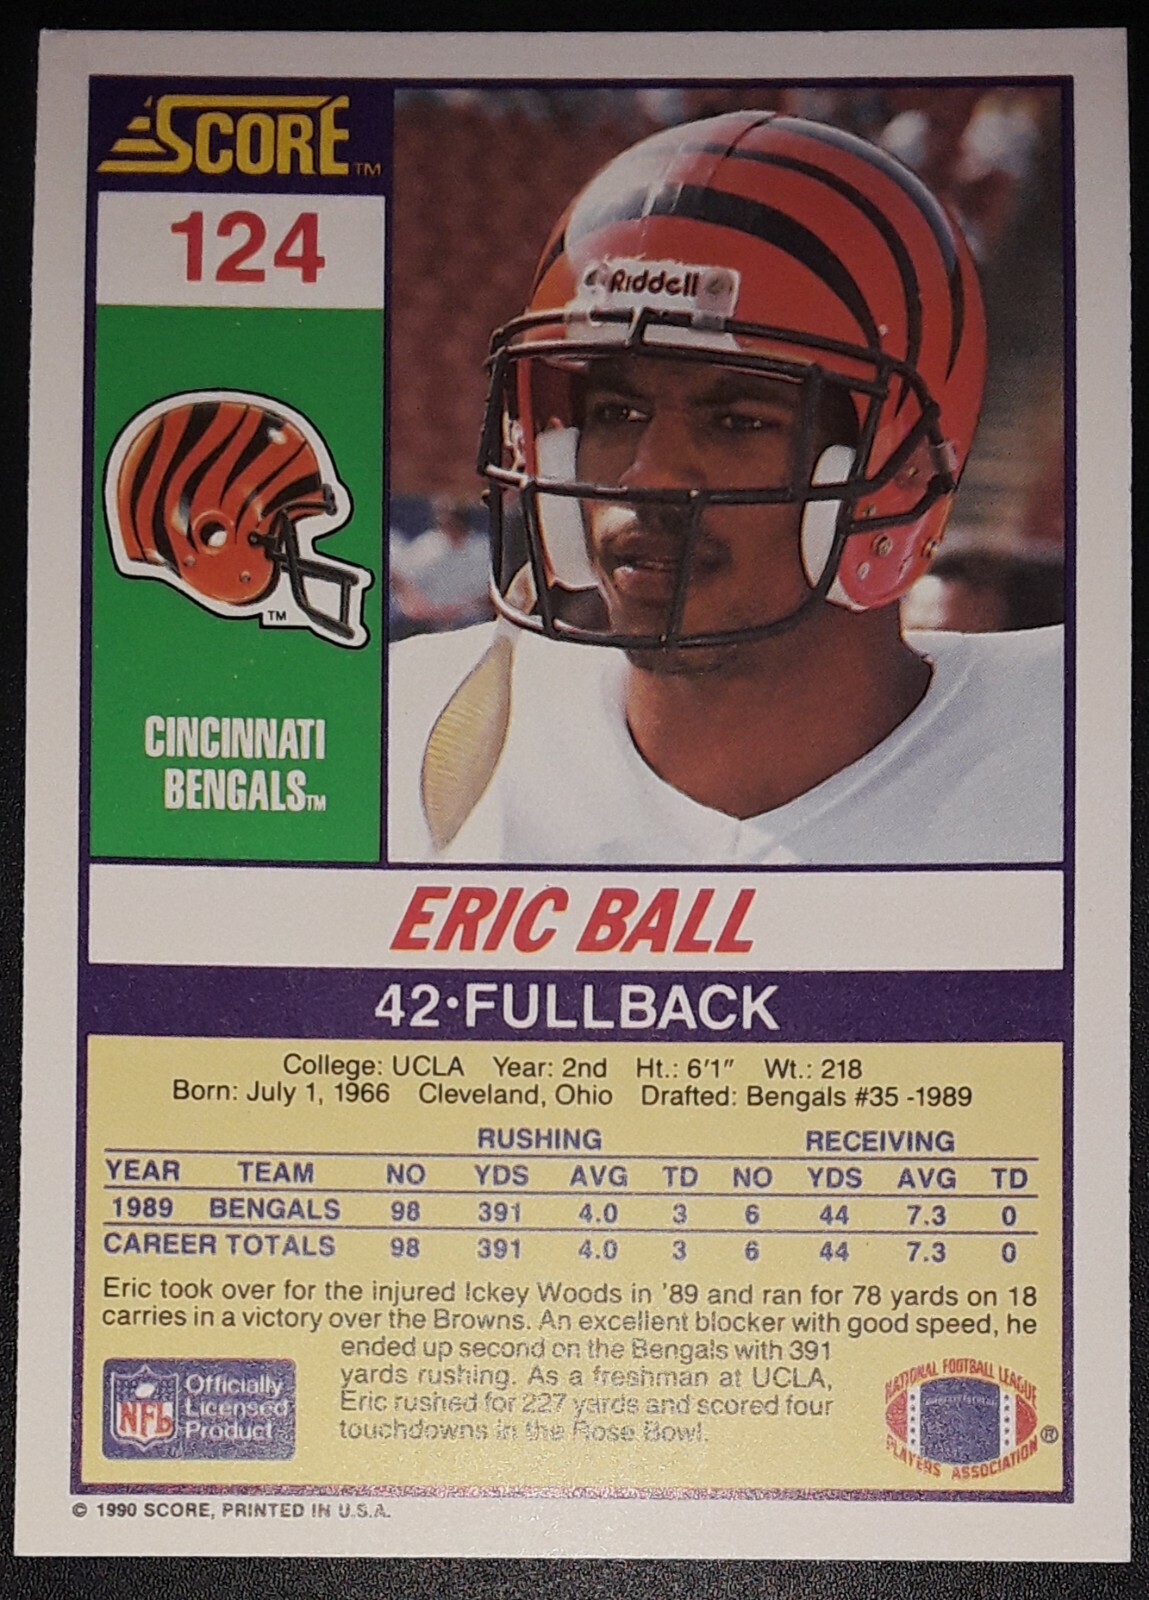 SCORE™
124
Riddell
TM
CINCINNATI
BENGALS™
ERIC BALL
42·FULLBACK
College: UCLA Year: 2nd Ht.: 6'1" Wt.: 218
Born: July 1, 1966 Cleveland, Ohio Drafted: Bengals #35 -1989
RUSHING RECEIVING
YEAR TEAM NO YDS AVG TD NO YDS AVG TD
1989 BENGALS 98 391 4.0 3 6 44 7.3 0
CAREER TOTALS 98 391 4.0 3 6 44 7.3 0
Eric took over for the injured Ickey Woods in '89 and ran for 78 yards on 18
carries in a victory over the Browns. An excellent blocker with good speed, he
ended up second on the Bengals with 391
yards rushing. As a freshman at UCLA,
Eric rushed for 227 yards and scored four
touchdowns in the Rose Bowl.
NFL
Officially
Licensed
Product
NATIONAL FOOTBALL LEAGUE
PLAYERS ASSOCIATION ®
© 1990 SCORE, PRINTED IN U.S.A.